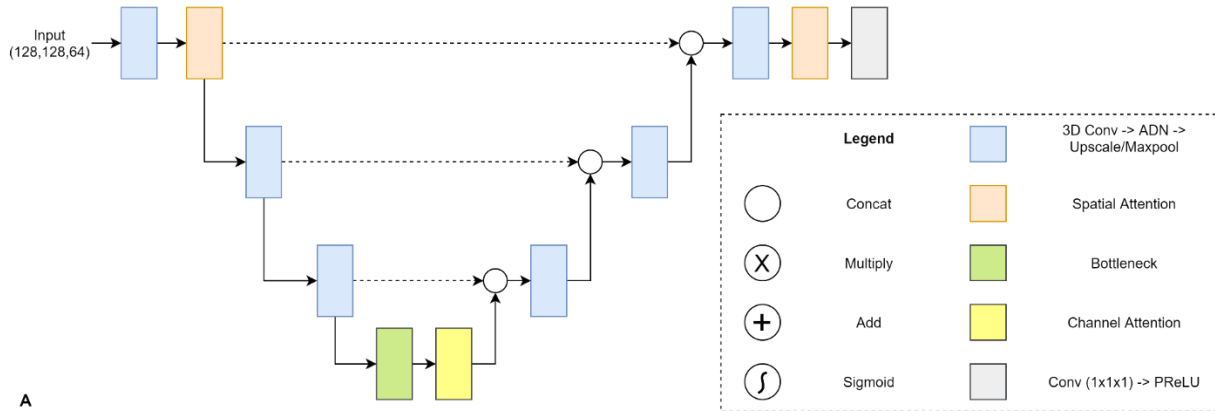 Input
(128,128,64)
Legend
3D Conv -> ADN ->
Upscale/Maxpool
Concat
Spatial Attention
X
Multiply
Bottleneck
+
Add
Channel Attention
∫
Sigmoid
Conv (1x1x1) -> PReLU
A